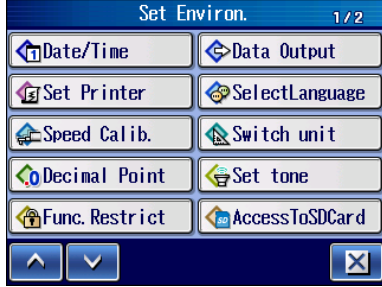 Set Environ. 1/2
Date/Time Data Output
Set Printer SelectLanguage
Speed Calib. Switch unit
Decimal Point Set tone
Func.Restrict AccessToSDCard